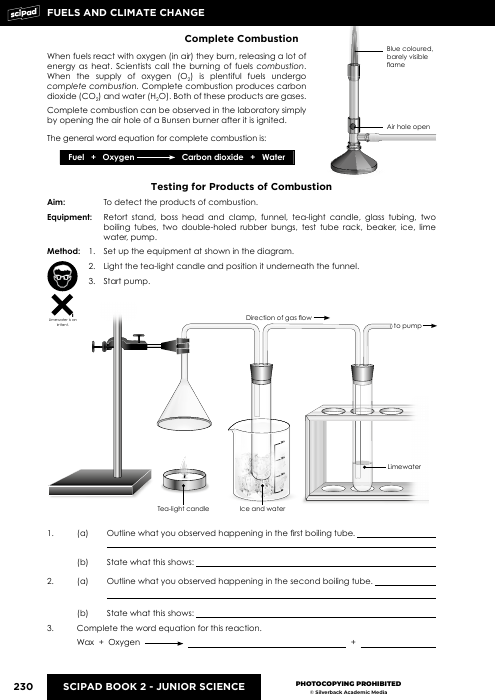 scipad FUELS AND CLIMATE CHANGE
Complete Combustion
When fuels react with oxygen (in air) they burn, releasing a lot of
energy as heat. Scientists call the burning of fuels combustion.
When the supply of oxygen (O₂) is plentiful fuels undergo
complete combustion. Complete combustion produces carbon
dioxide (CO₂) and water (H₂O). Both of these products are gases.
Complete combustion can be observed in the laboratory simply
by opening the air hole of a Bunsen burner after it is ignited.
The general word equation for complete combustion is:
Fuel + Oxygen → Carbon dioxide + Water
Blue coloured,
barely visible
flame
Air hole open
Testing for Products of Combustion
Aim: To detect the products of combustion.
Equipment: Retort stand, boss head and clamp, funnel, tea-light candle, glass tubing, two
boiling tubes, two double-holed rubber bungs, test tube rack, beaker, ice, lime
water, pump.
Method: 1. Set up the equipment at shown in the diagram.
2. Light the tea-light candle and position it underneath the funnel.
3. Start pump.
Limewater is an
irritant.
Direction of gas flow →
to pump →
Limewater
Tea-light candle
Ice and water
1. (a) Outline what you observed happening in the first boiling tube.
(b) State what this shows:
2. (a) Outline what you observed happening in the second boiling tube.
(b) State what this shows:
3. Complete the word equation for this reaction.
Wax + Oxygen → +
230 SCIPAD BOOK 2 - JUNIOR SCIENCE
PHOTOCOPYING PROHIBITED
© Silverback Academic Media